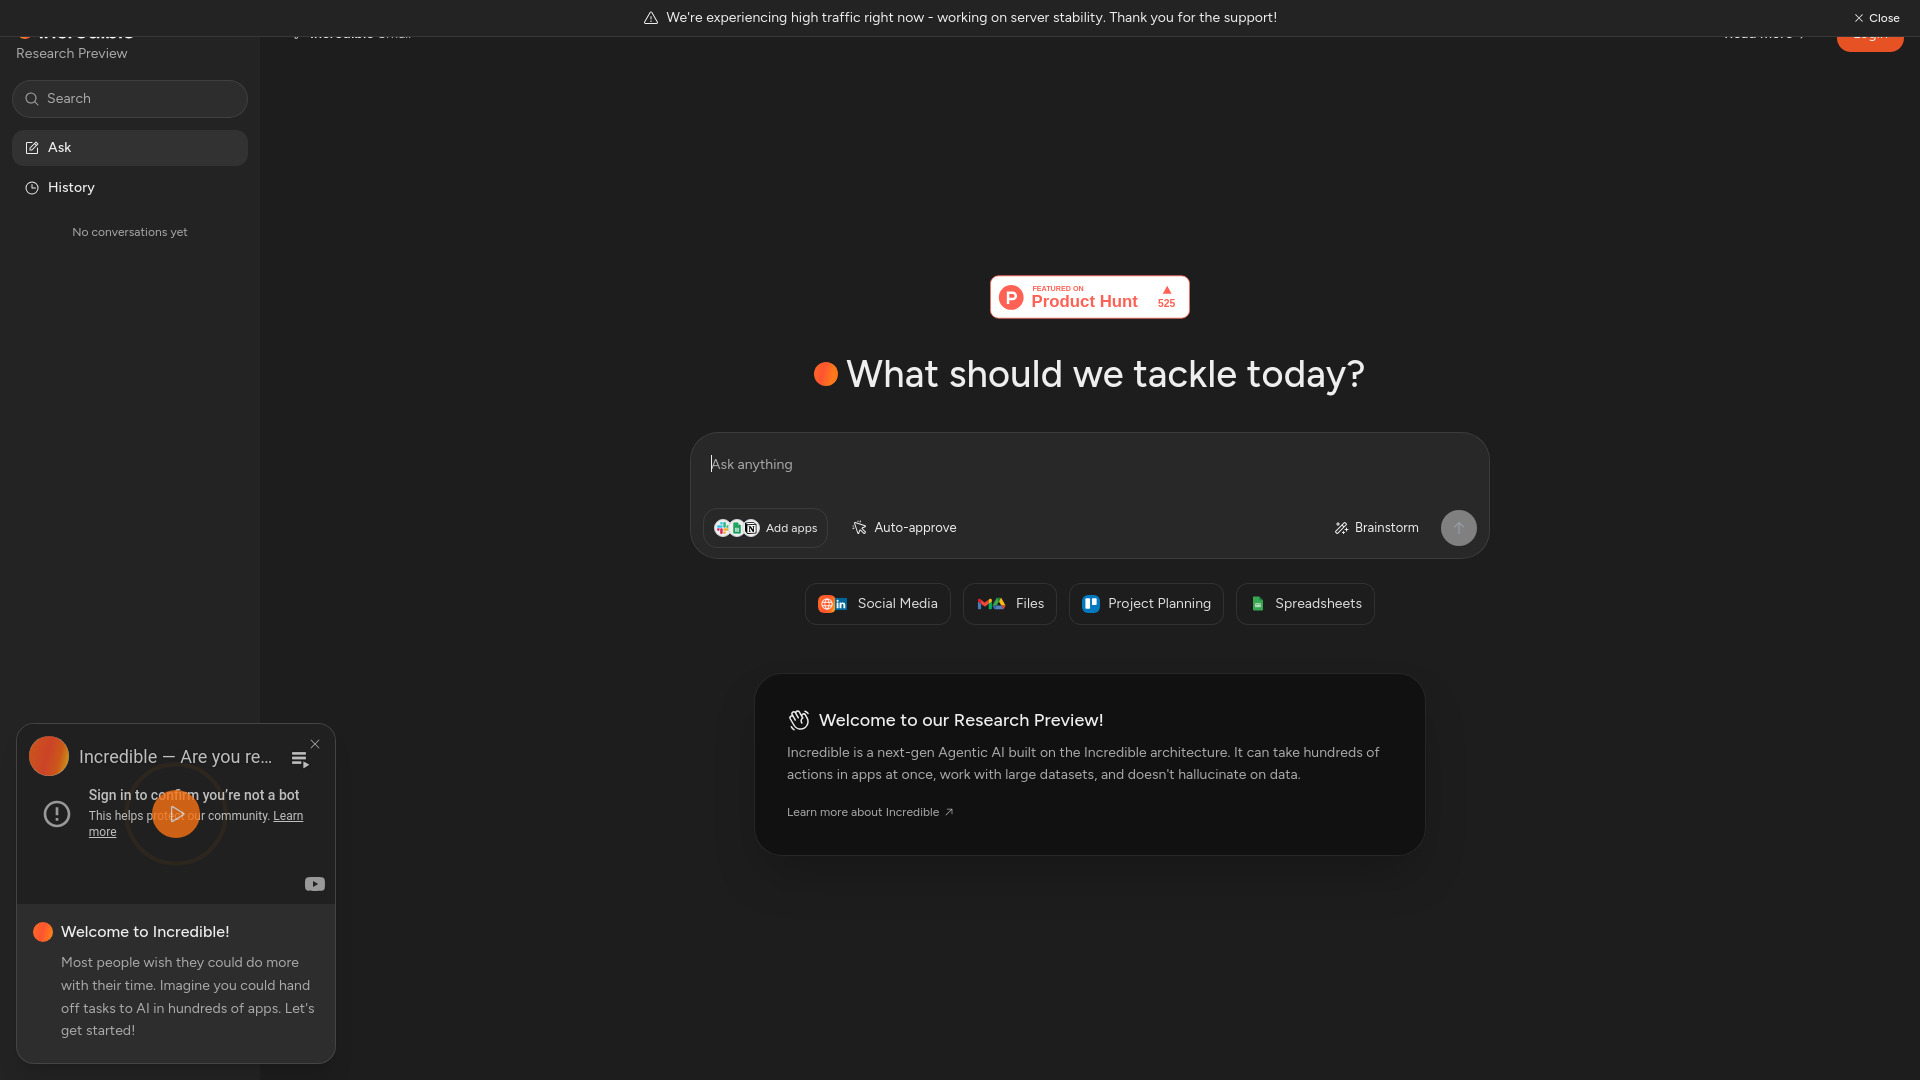 We're experiencing high traffic right now - working on server stability. Thank you for the support!
Close
Research Preview
Search
Ask
History
No conversations yet
FEATURED ON
Product Hunt
525
What should we tackle today?
Ask anything
Add apps
Auto-approve
Brainstorm
Social Media
Files
Project Planning
Spreadsheets
Welcome to our Research Preview!
Incredible is a next-gen Agentic AI built on the Incredible architecture. It can take hundreds of
actions in apps at once, work with large datasets, and doesn't hallucinate on data.
Learn more about Incredible
Incredible — Are you re...
Sign in to confirm you're not a bot
This helps protect our community. Learn
more
Welcome to Incredible!
Most people wish they could do more
with their time. Imagine you could hand
off tasks to AI in hundreds of apps. Let's
get started!